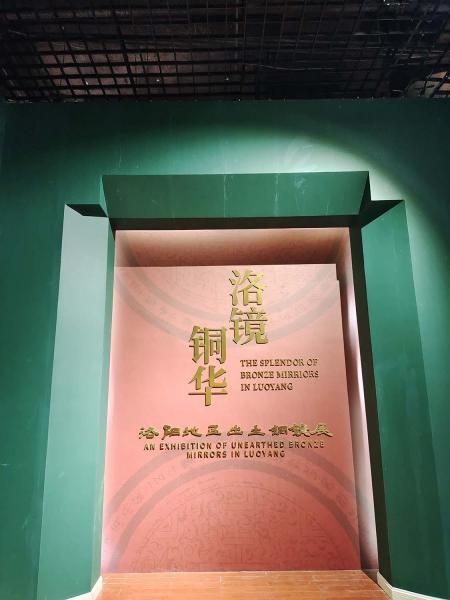 洛镜
铜华
THE SPLENDOR OF
BRONZE MIRRIORS
IN LUOYANG
洛阳地区出土铜镜展
AN EXHIBITION OF UNEARTHED BRONZE
MIRRORS IN LUOYANG